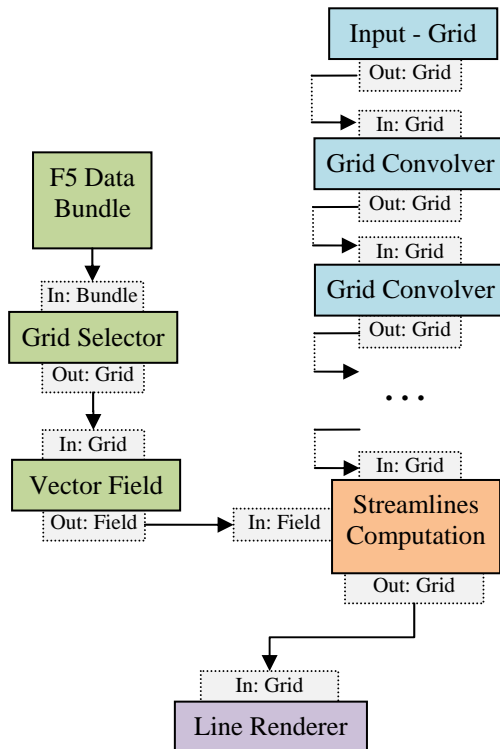 Input - Grid
Out: Grid
In: Grid
Grid Convolver
Out: Grid
In: Grid
Grid Convolver
Out: Grid
...
In: Grid
F5 Data
Bundle
In: Bundle
Grid Selector
Out: Grid
In: Grid
Vector Field
Out: Field
In: Field
Streamlines
Computation
Out: Grid
In: Grid
Line Renderer